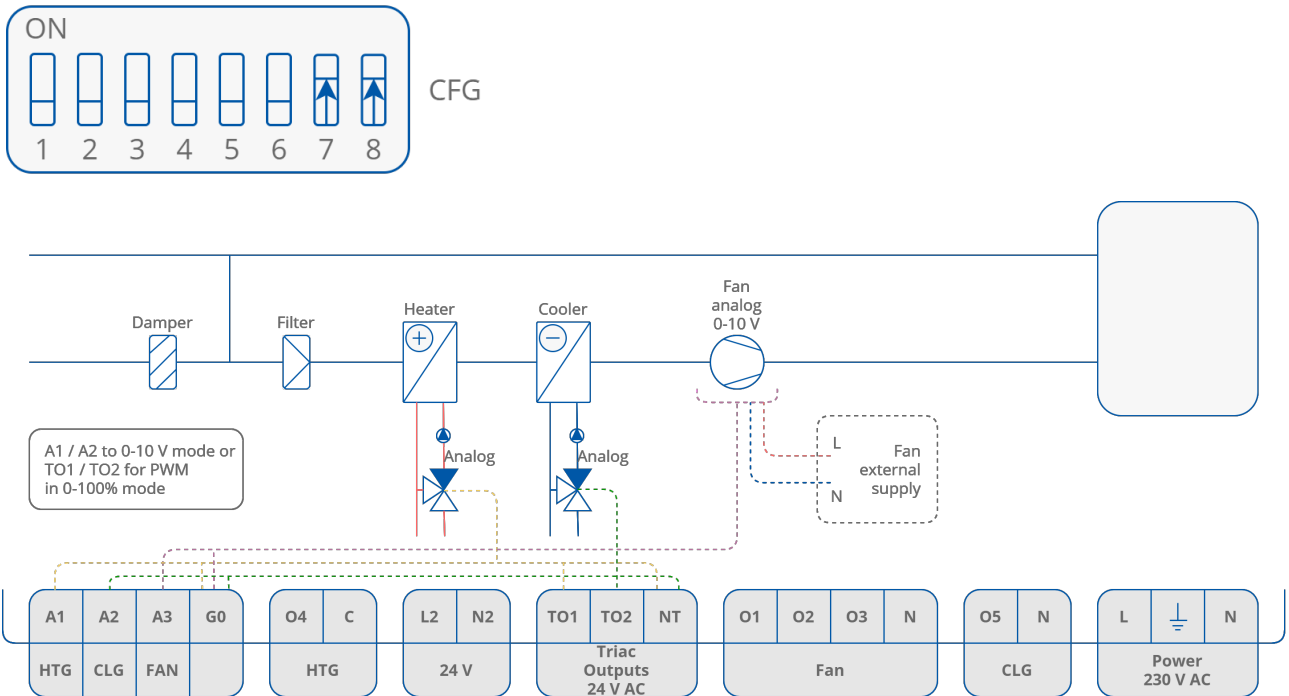 ON
CFG
1 2 3 4 5 6 7 8
Fan
analog
0-10 V
Heater
Cooler
Damper
Filter
+
−
A1 / A2 to 0-10 V mode or
TO1 / TO2 for PWM
in 0-100% mode
Analog
Analog
L
N
Fan
external
supply
A1 A2 A3 G0
HTG CLG FAN
O4 C
HTG
L2 N2
24 V
TO1 TO2 NT
Triac
Outputs
24 V AC
O1 O2 O3 N
Fan
O5 N
CLG
L N
Power
230 V AC